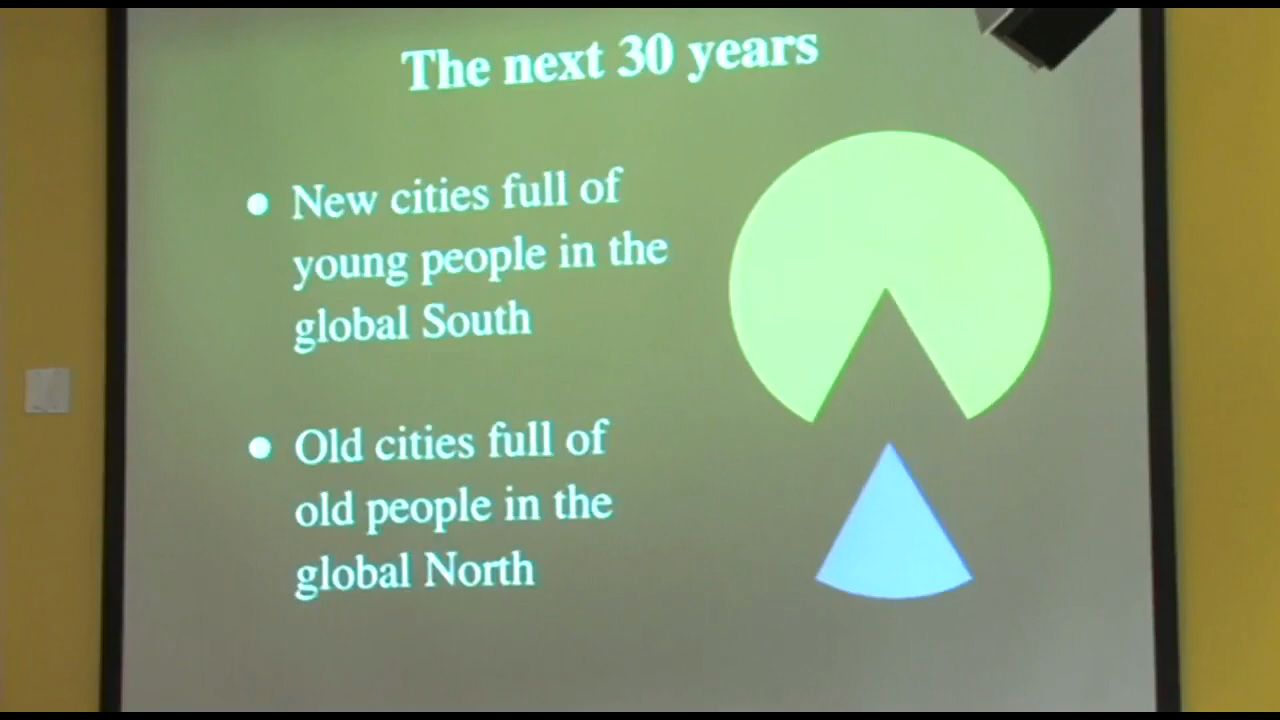 The next 30 years
• New cities full of
young people in the
global South
• Old cities full of
old people in the
global North